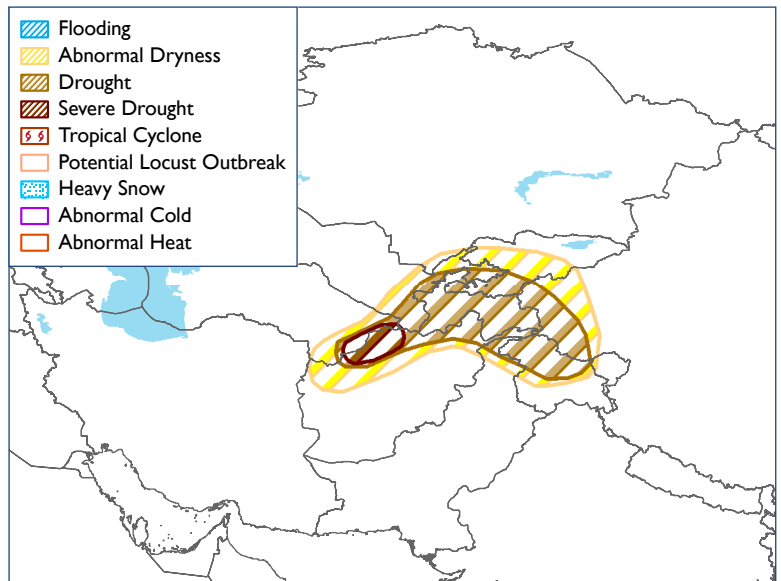 Flooding
Abnormal Dryness
Drought
Severe Drought
Tropical Cyclone
Potential Locust Outbreak
Heavy Snow
Abnormal Cold
Abnormal Heat